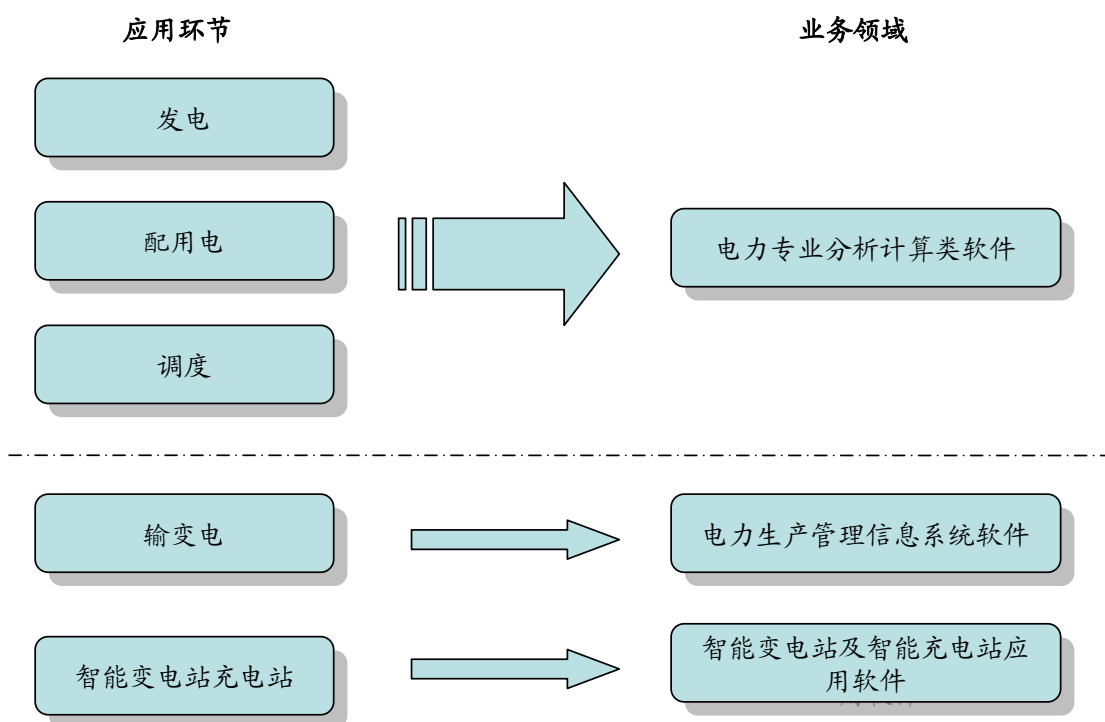 应用环节
业务领域
发电
配用电
电力专业分析计算类软件
调度
输变电
电力生产管理信息系统软件
智能变电站充电站
智能变电站及智能充电站应
用软件